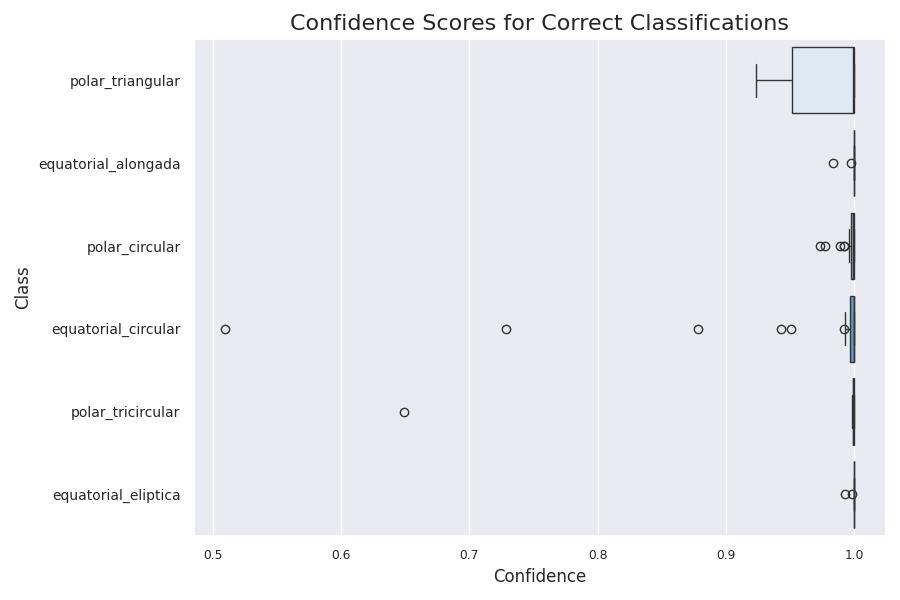 Confidence Scores for Correct Classifications
polar_triangular
equatorial_alongada
polar_circular
equatorial_circular
polar_tricircular
equatorial_eliptica
Class
0.5 0.6 0.7 0.8 0.9 1.0
Confidence